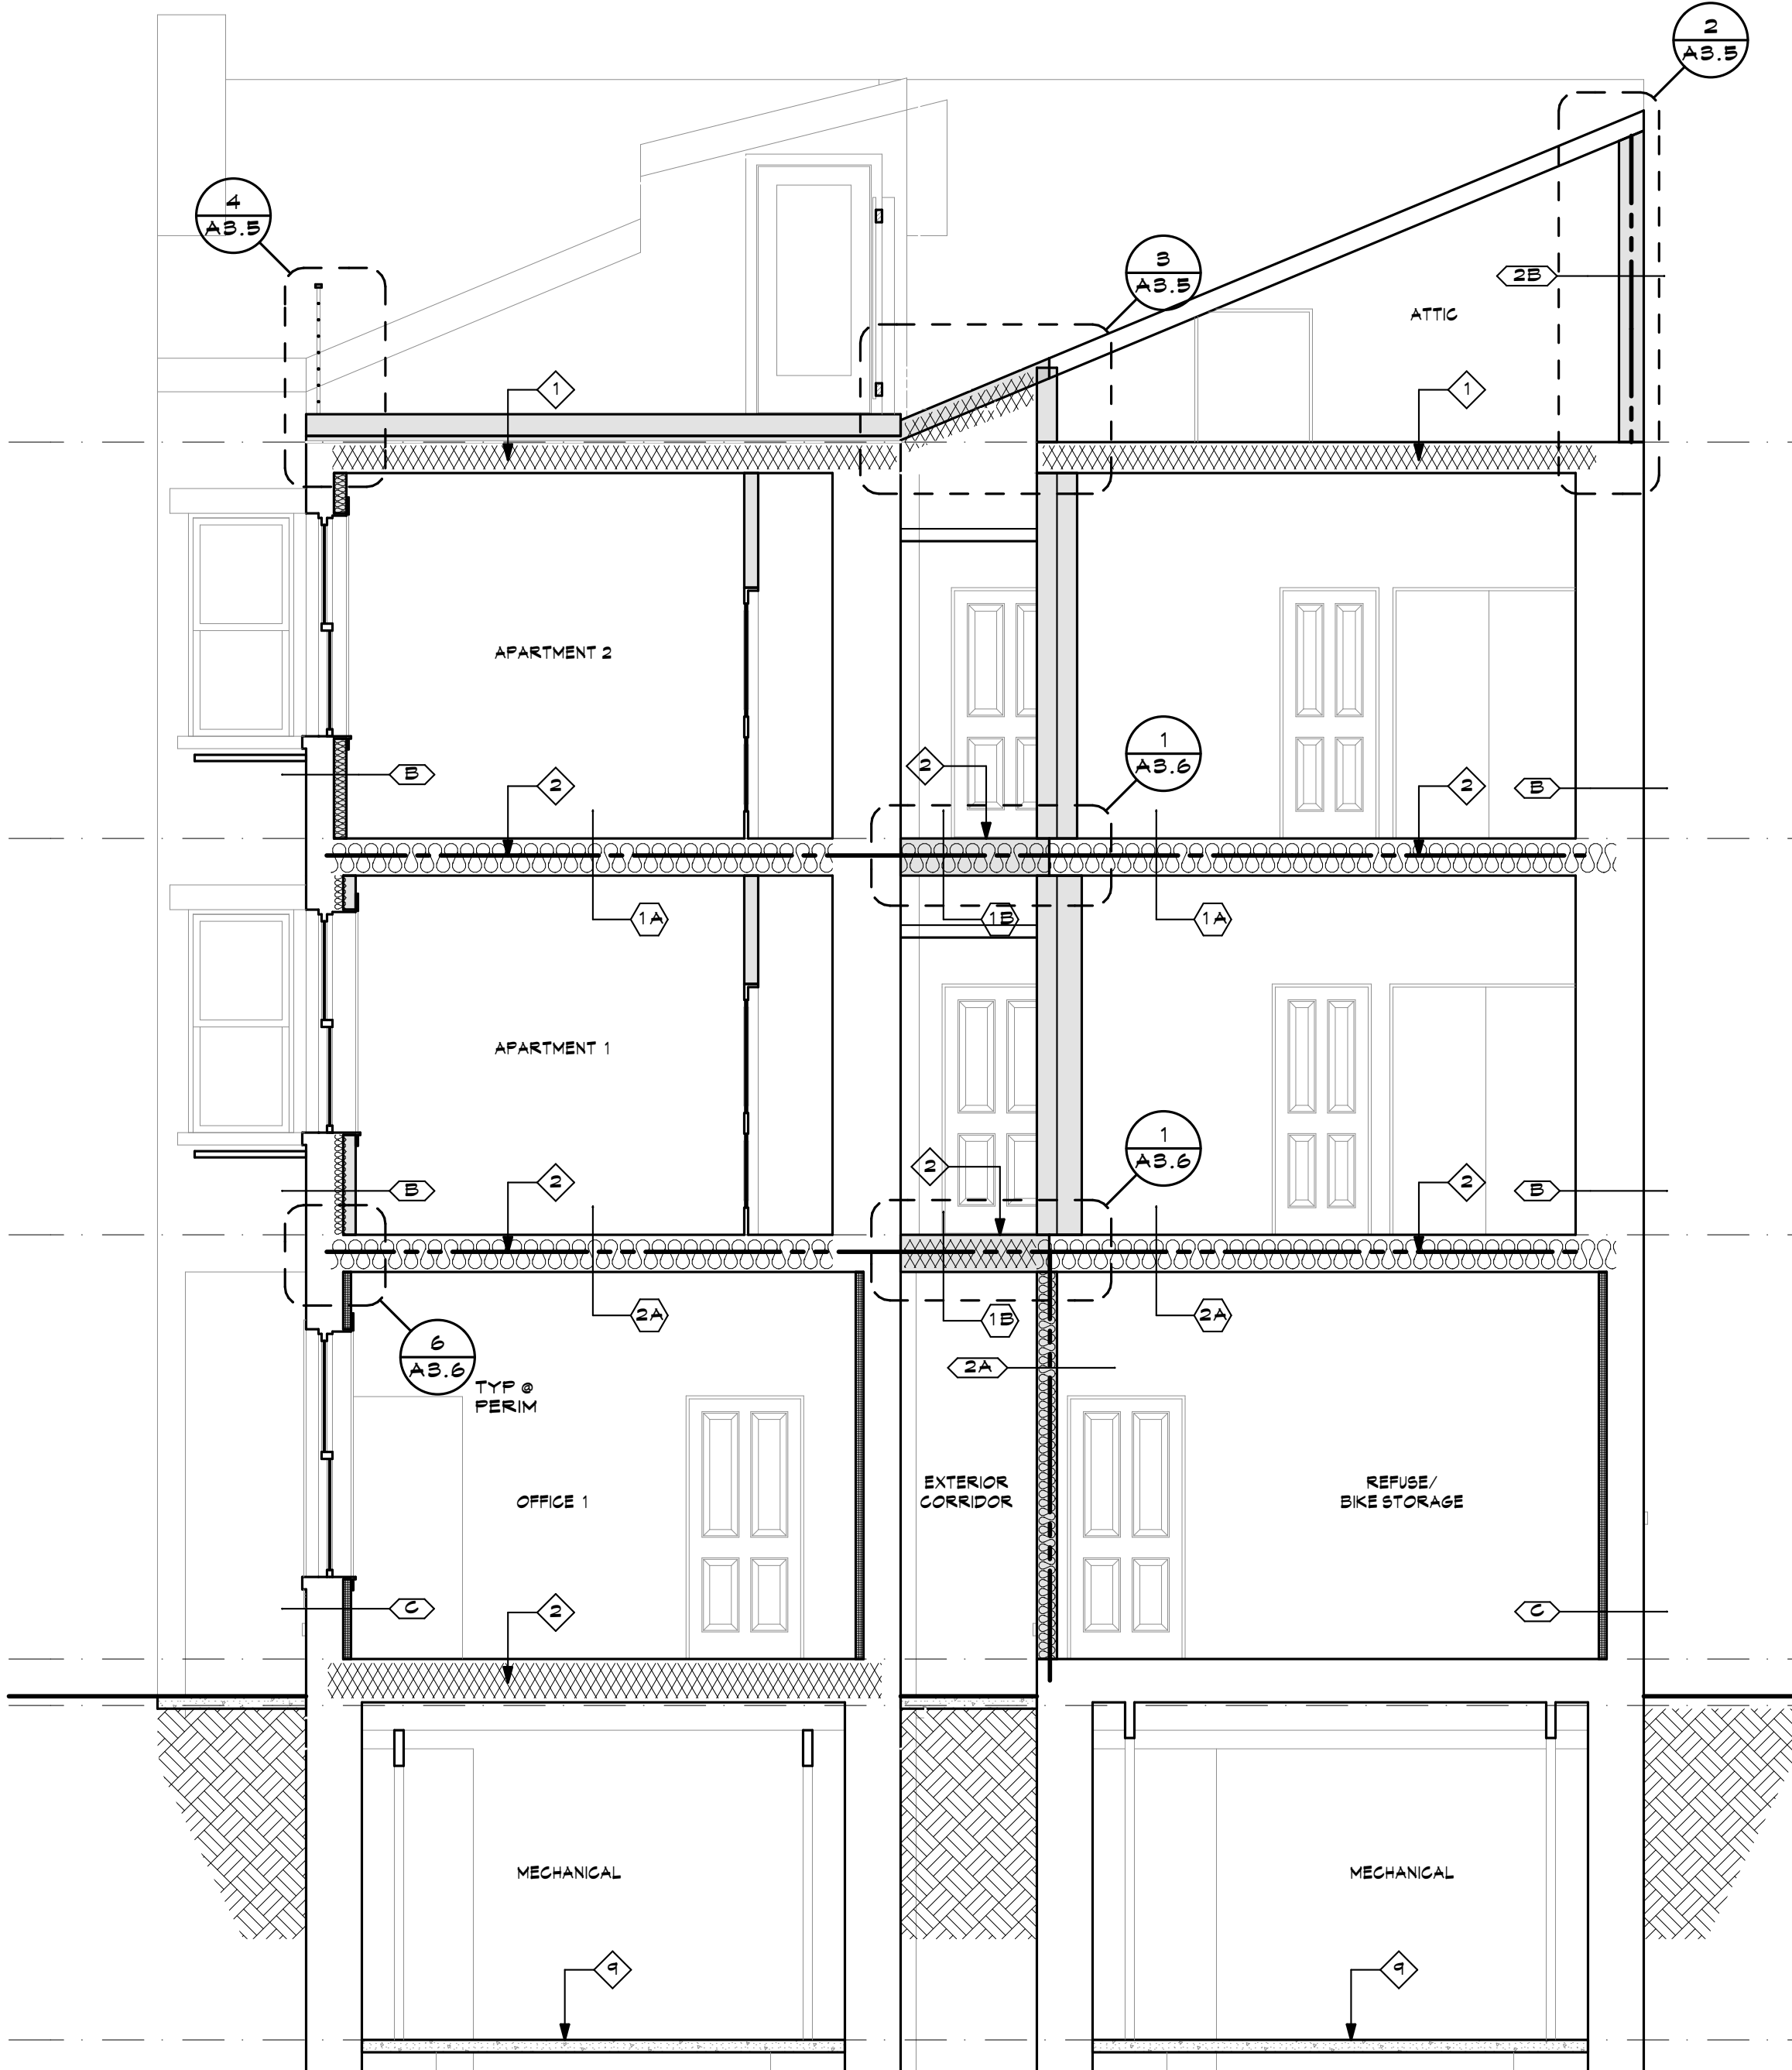 2
A3.5
4
A3.5
3
A3.5
2B
ATTIC
1
1
APARTMENT 2
1
A3.6
B
2
2
2
B
1A
1B
1A
APARTMENT 1
1
A3.6
B
2
2
2
B
2A
1B
2A
6
A3.6
TYP @
PERIM
2A
OFFICE 1
EXTERIOR
CORRIDOR
REFUSE/
BIKE STORAGE
C
2
C
MECHANICAL
MECHANICAL
9
9